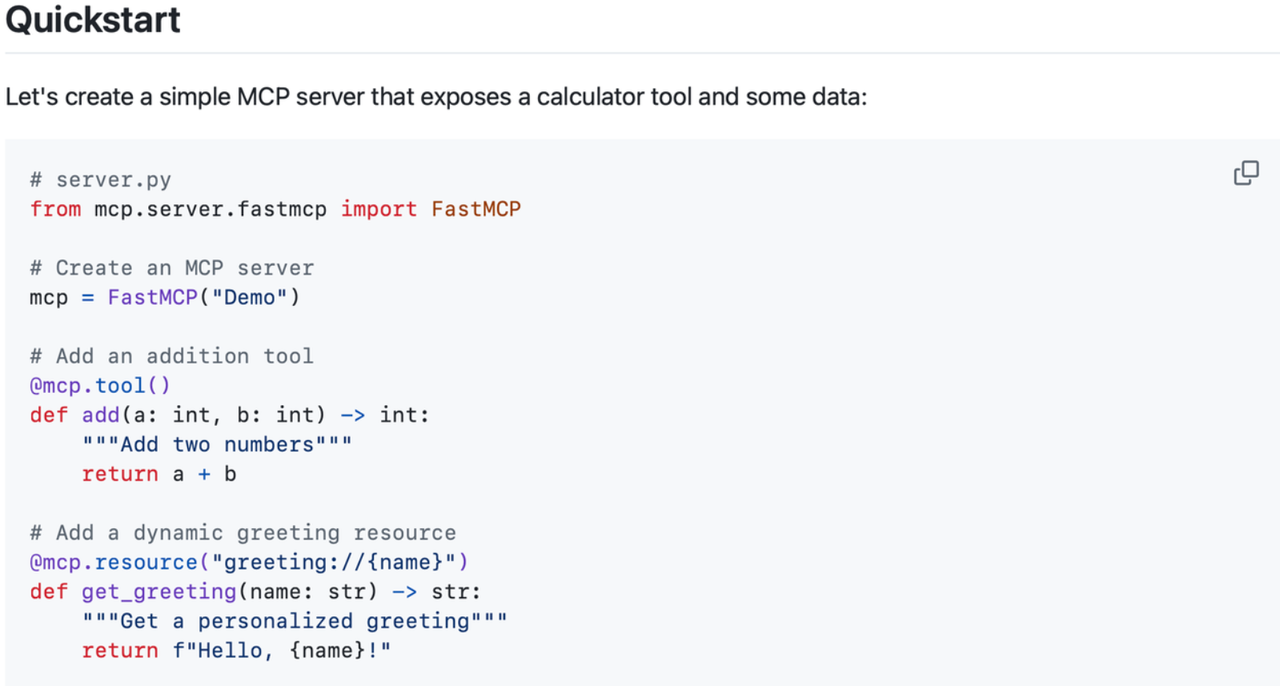 Quickstart
Let's create a simple MCP server that exposes a calculator tool and some data:
# server.py
from mcp.server.fastmcp import FastMCP
# Create an MCP server
mcp = FastMCP("Demo")
# Add an addition tool
@mcp.tool()
def add(a: int, b: int) -> int:
    """Add two numbers"""
    return a + b
# Add a dynamic greeting resource
@mcp.resource("greeting://{name}")
def get_greeting(name: str) -> str:
    """Get a personalized greeting"""
    return f"Hello, {name}!"